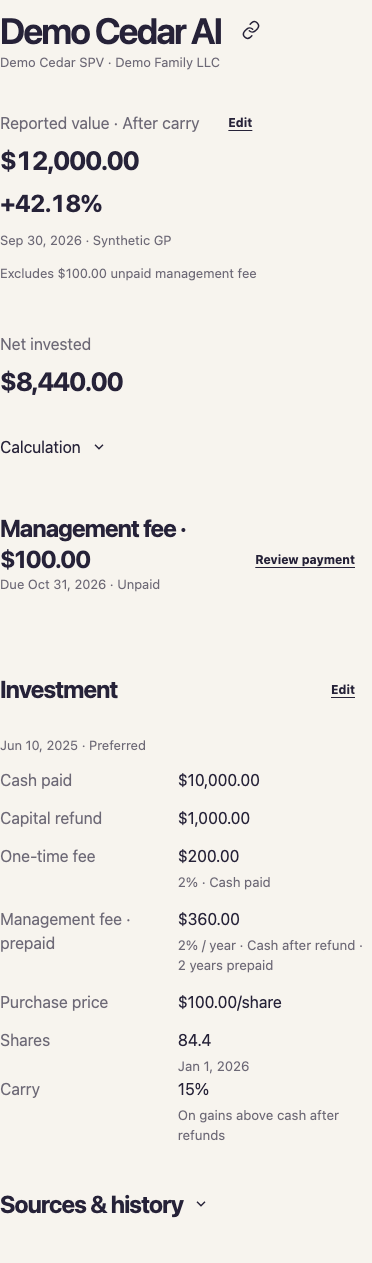 Demo Cedar AI
Demo Cedar SPV · Demo Family LLC
Reported value · After carry Edit
$12,000.00
+42.18%
Sep 30, 2026 · Synthetic GP
Excludes $100.00 unpaid management fee
Net invested
$8,440.00
Calculation
Management fee ·
$100.00 Review payment
Due Oct 31, 2026 · Unpaid
Investment Edit
Jun 10, 2025 · Preferred
Cash paid $10,000.00
Capital refund $1,000.00
One-time fee $200.00
2% · Cash paid
Management fee · $360.00
prepaid 2% / year · Cash after refund ·
2 years prepaid
Purchase price $100.00/share
Shares 84.4
Jan 1, 2026
Carry 15%
On gains above cash after
refunds
Sources & history